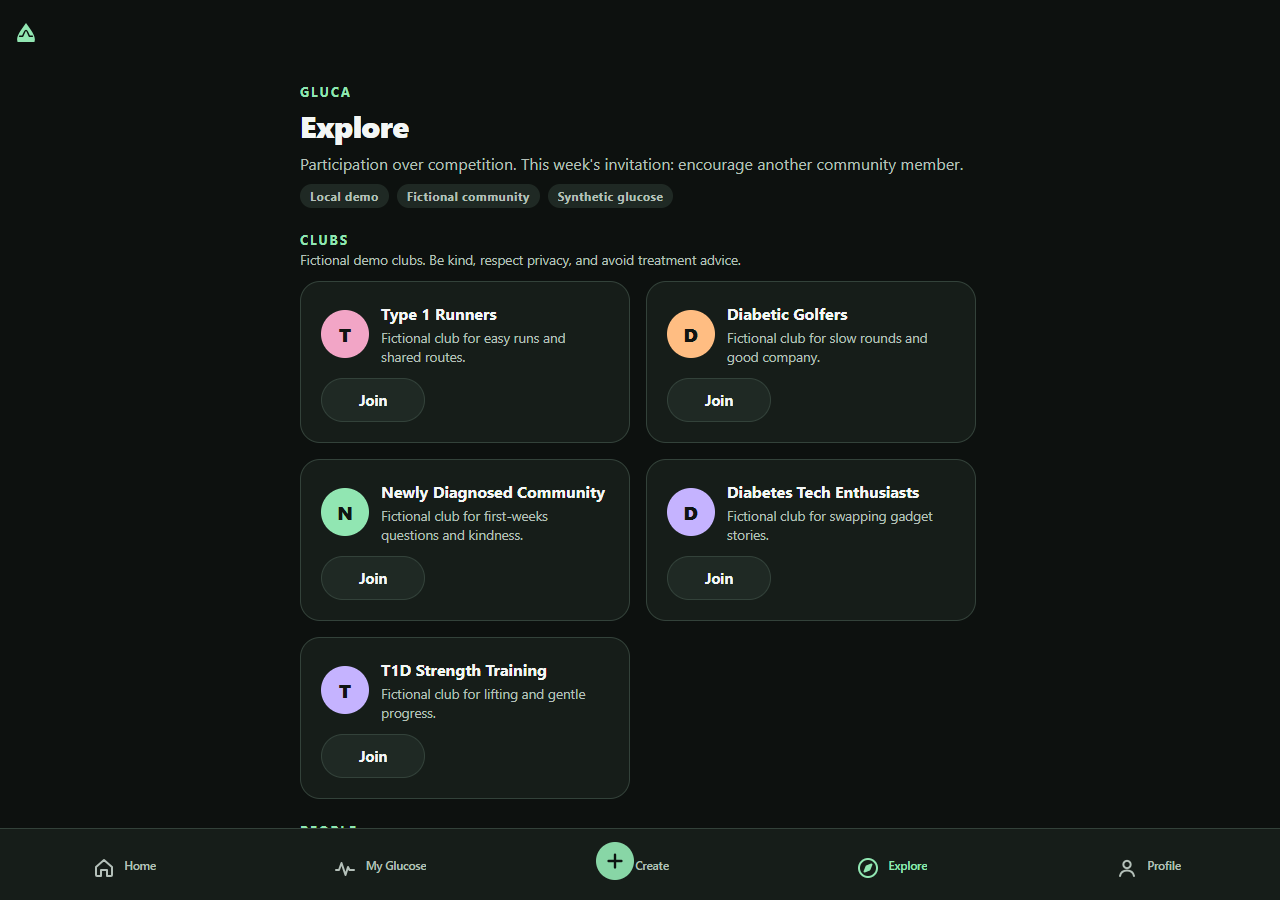 GLUCA
Explore
Participation over competition. This week's invitation: encourage another community member.
Local demo
Fictional community
Synthetic glucose
CLUBS
Fictional demo clubs. Be kind, respect privacy, and avoid treatment advice.
T
Type 1 Runners
Fictional club for easy runs and
shared routes.
Join
D
Diabetic Golfers
Fictional club for slow rounds and
good company.
Join
N
Newly Diagnosed Community
Fictional club for first-weeks
questions and kindness.
Join
D
Diabetes Tech Enthusiasts
Fictional club for swapping gadget
stories.
Join
T
T1D Strength Training
Fictional club for lifting and gentle
progress.
Join
PEOPLE
Home
My Glucose
Create
Explore
Profile